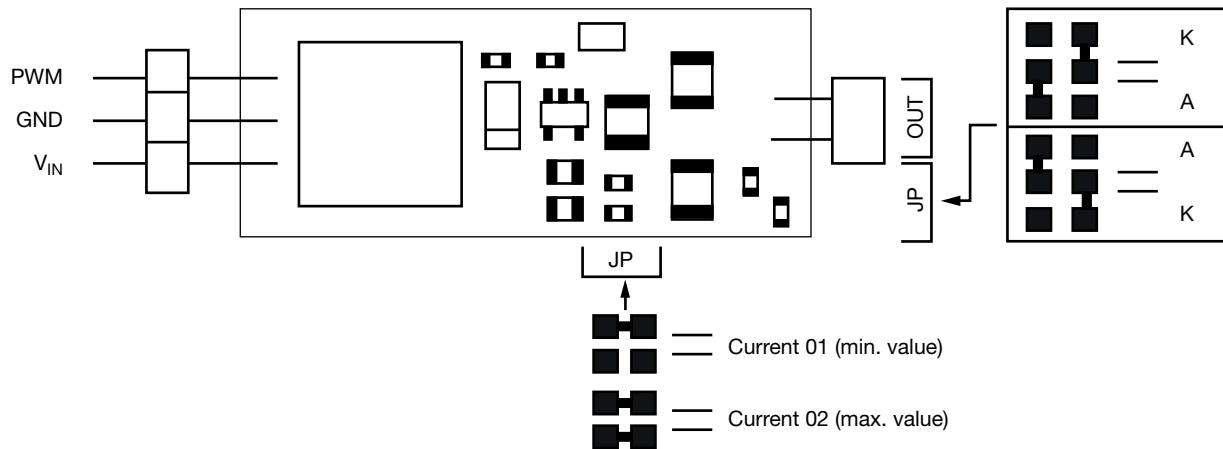 PWM
GND
VIN
OUT
JP
K
A
A
K
JP
Current 01 (min. value)
Current 02 (max. value)